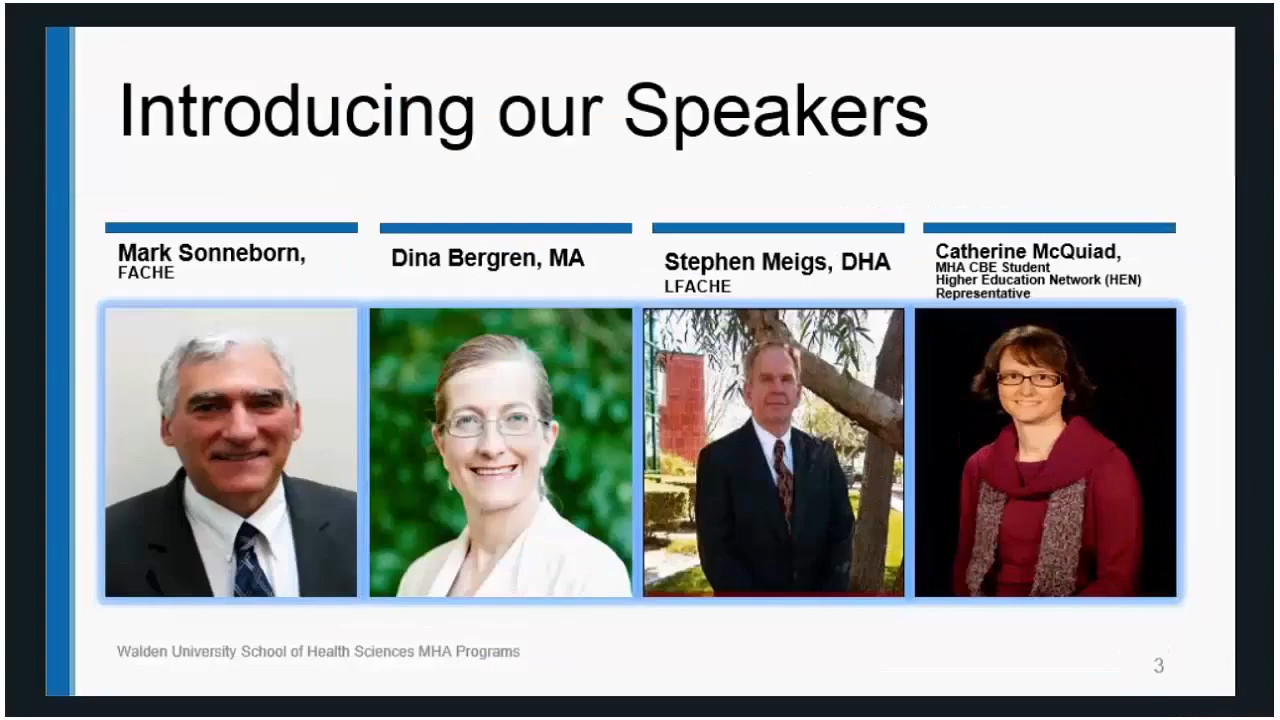 Introducing our Speakers
Mark Sonneborn,
FACHE
Dina Bergren, MA
Stephen Meigs, DHA
LFACHE
Catherine McQuiad,
MHA CBE Student
Higher Education Network (HEN)
Representative
Walden University School of Health Sciences MHA Programs
3